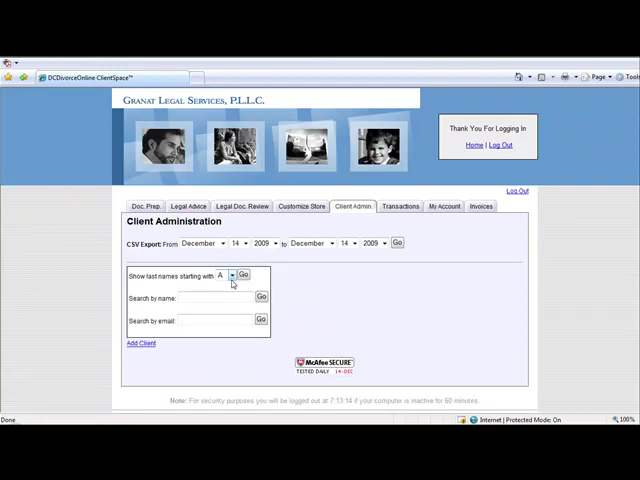 DCDivorceOnline ClientSpace™
Page
Tools
GRANAT LEGAL SERVICES, P.L.L.C.
Thank You For Logging In
Home | Log Out
Log Out
Doc. Prep. Legal Advice Legal Doc. Review Customize Store Client Admin. Transactions My Account Invoices
Client Administration
CSV Export: From December 14 2009 to December 14 2009 Go
Show last names starting with A Go
Search by name: Go
Search by email: Go
Add Client
McAfee SECURE
TESTED DAILY 14-DEC
Note: For security purposes you will be logged out at 7:13:14 if your computer is inactive for 60 minutes.
Done
Internet | Protected Mode: On
100%